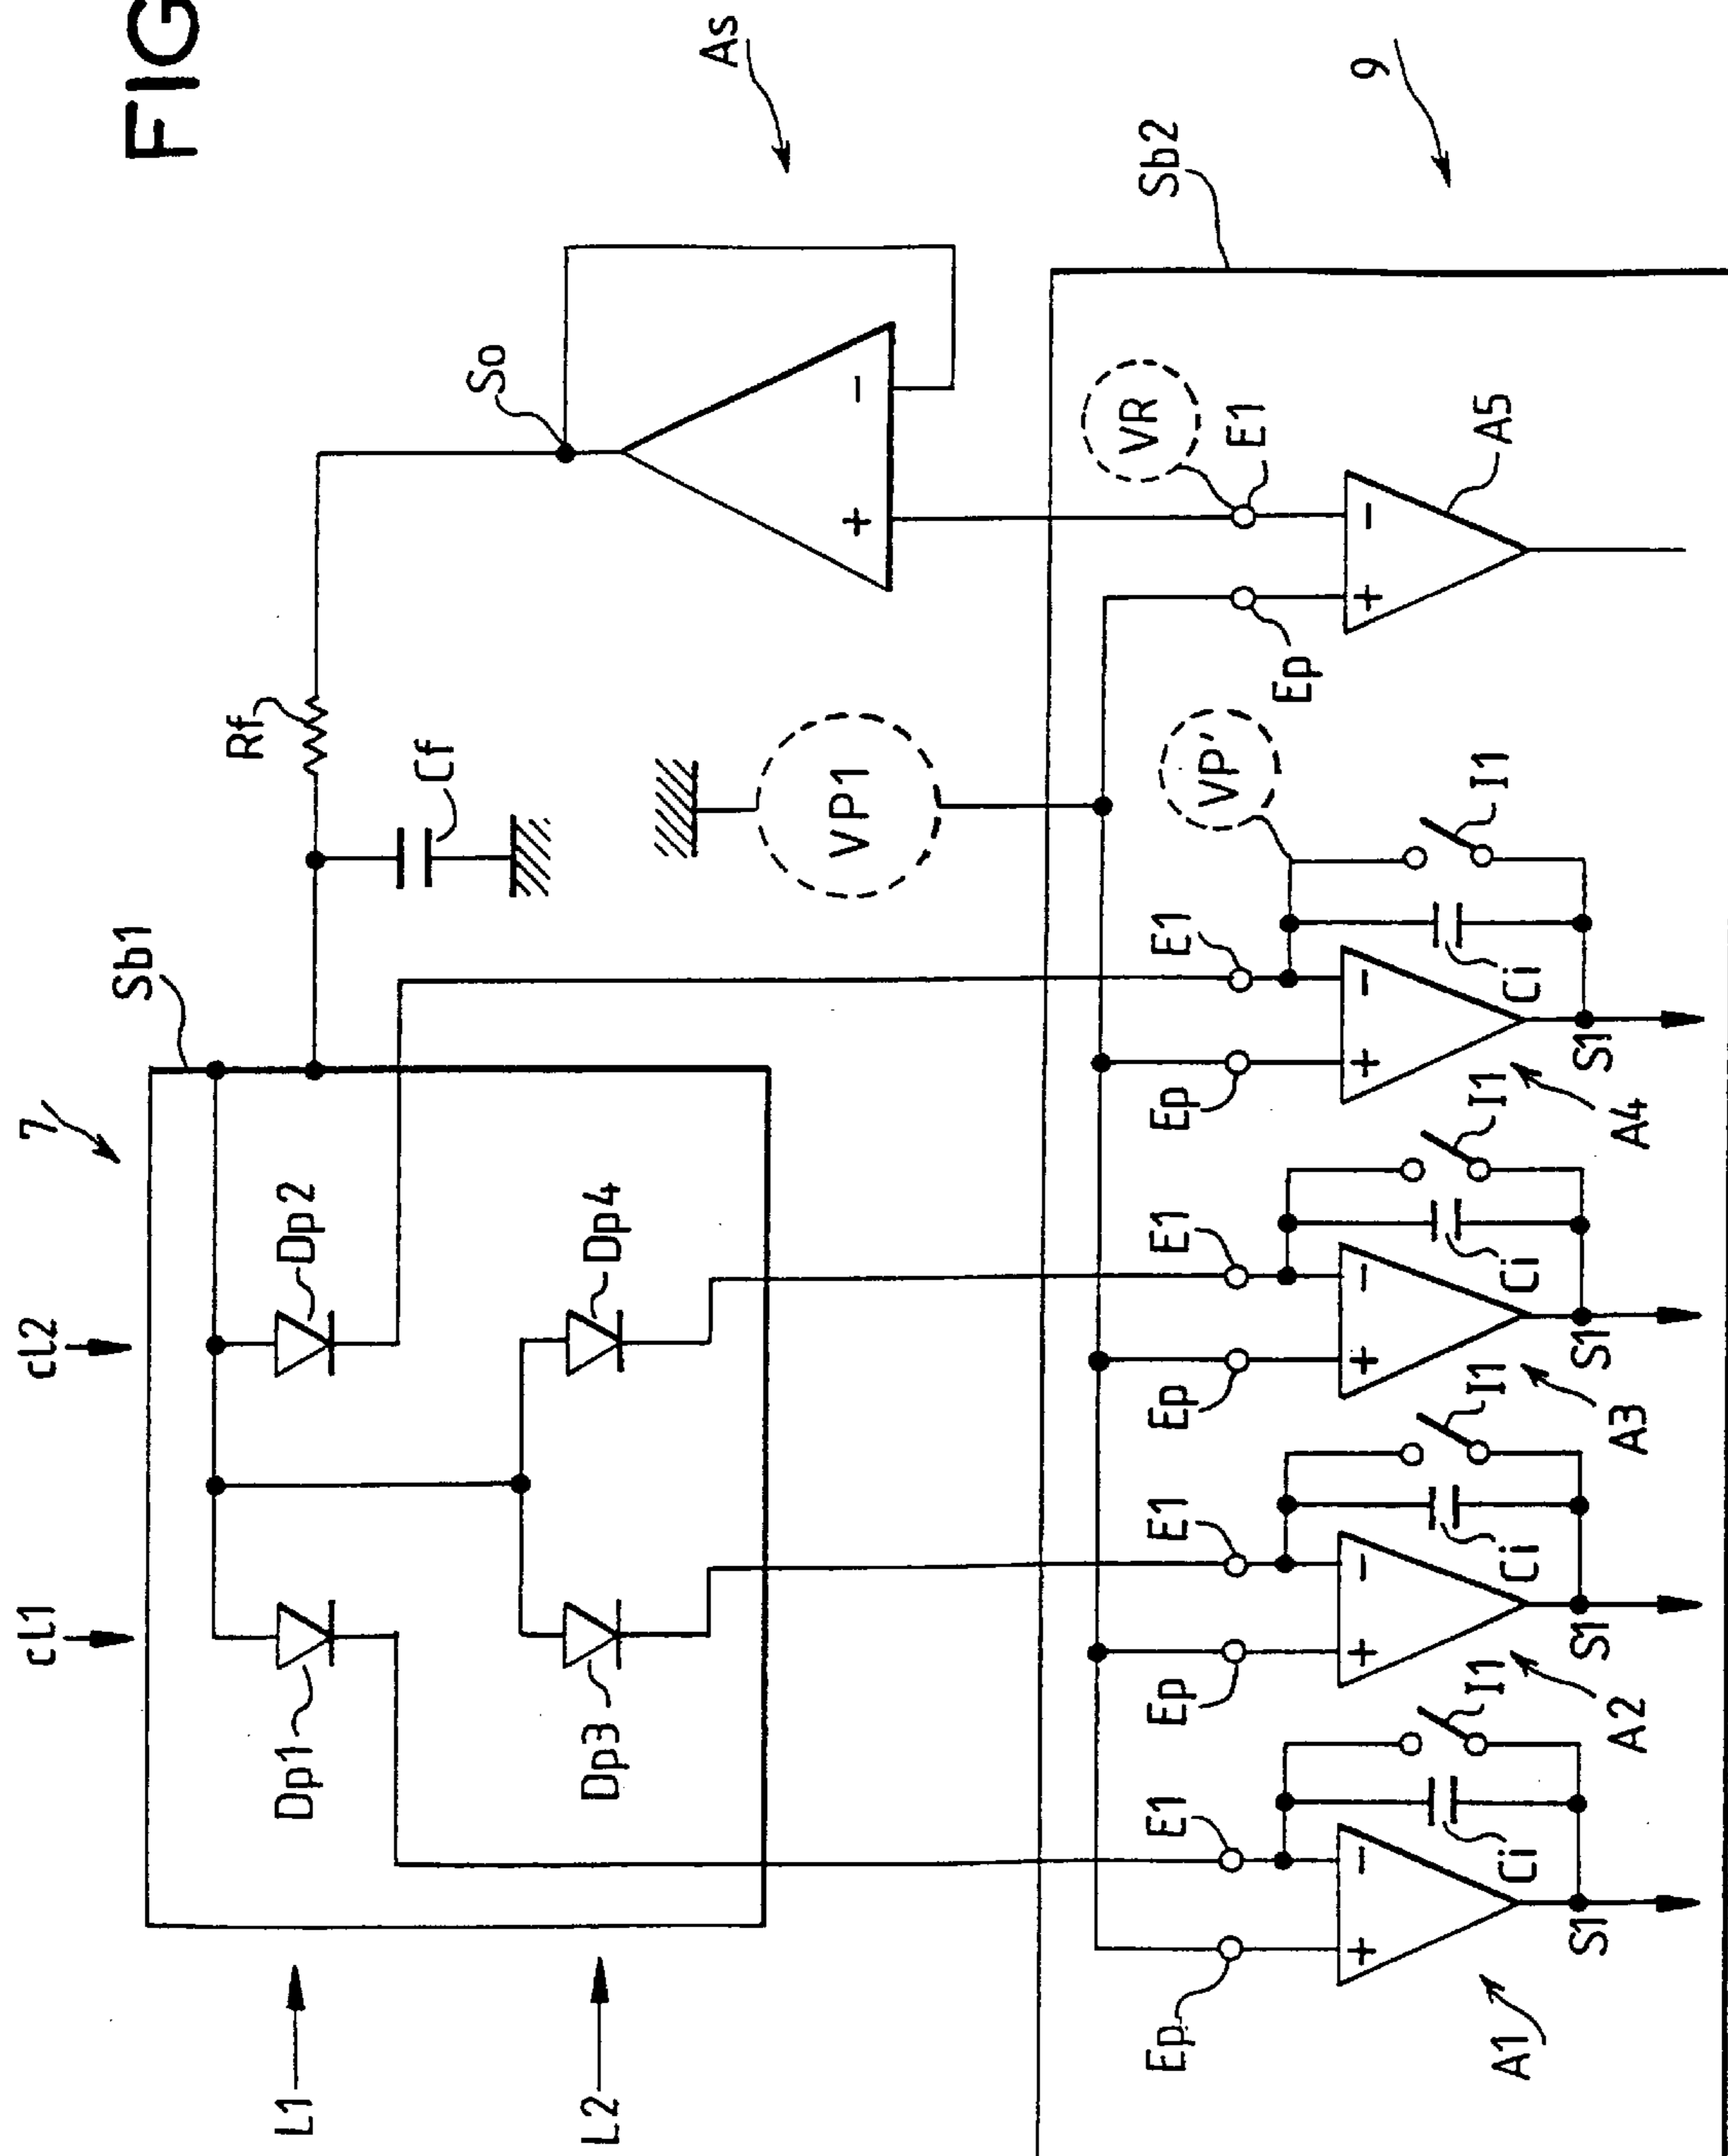 FIG
As
9
Sb2
So
Rf
Cf
VR
E1
A5
Ep
VP1
VP'
7
Sb1
cl2
cl1
Dp2
Dp4
Dp1
Dp3
L1
L2
+
-
E1
Ep
+
-
I1
Ci
S1
A4
E1
Ep
+
-
I1
Ci
S1
A3
E1
Ep
+
-
I1
Ci
S1
A2
E1
Ep
+
-
I1
Ci
S1
A1
+
-